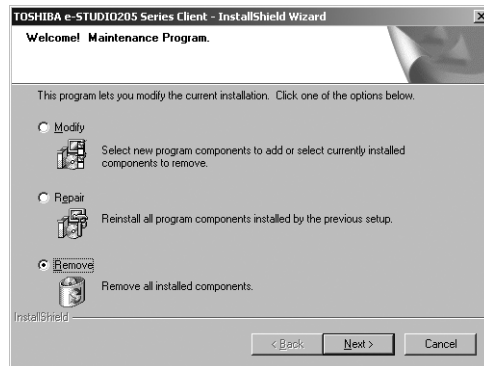 TOSHIBA e-STUDIO205 Series Client - InstallShield Wizard
Welcome! Maintenance Program.
This program lets you modify the current installation. Click one of the options below.
Modify
Select new program components to add or select currently installed
components to remove.
Repair
Reinstall all program components installed by the previous setup.
Remove
Remove all installed components.
InstallShield
< Back
Next >
Cancel